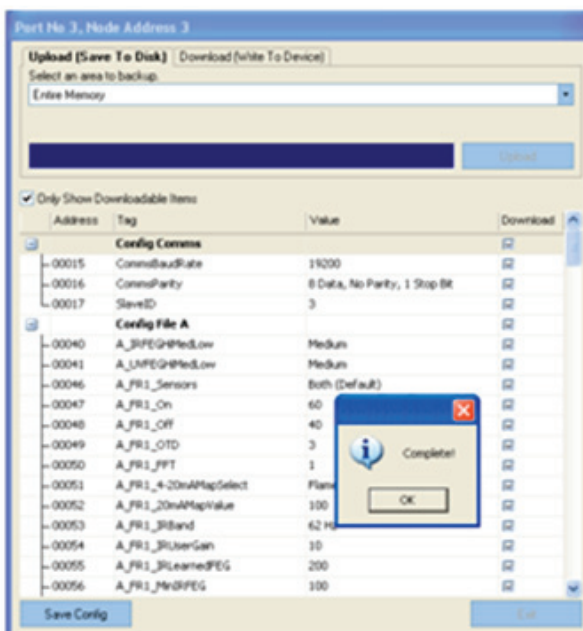 Port No 3, Node Address 3
Upload (Save To Disk) Download (Write To Device)
Select an area to backup.
Entire Memory
Upload
Only Show Downloadable Items
Address Tag Value Download
Config Comms
00015 CommsBaudRate 19200
00016 CommsParity 8 Data, No Parity, 1 Stop Bit
00017 SlaveID 3
Config File A
00040 A_IRFEGHiMedLow Medium
00041 A_UVFEGHiMedLow Medium
00046 A_FR1_Sensors Both (Default)
00047 A_FR1_On 60
00048 A_FR1_Off 40
00049 A_FR1_OTD 3
00050 A_FR1_FFT 1
00051 A_FR1_4-20mAMapSelect Flame
00052 A_FR1_20mAMapValue 100
00053 A_FR1_IRBand 62 Hz
00054 A_FR1_IRUserGain 10
00055 A_FR1_IRLearnedFEG 200
00056 A_FR1_MinIRFEG 100
Complete!
OK
Save Config
Exit